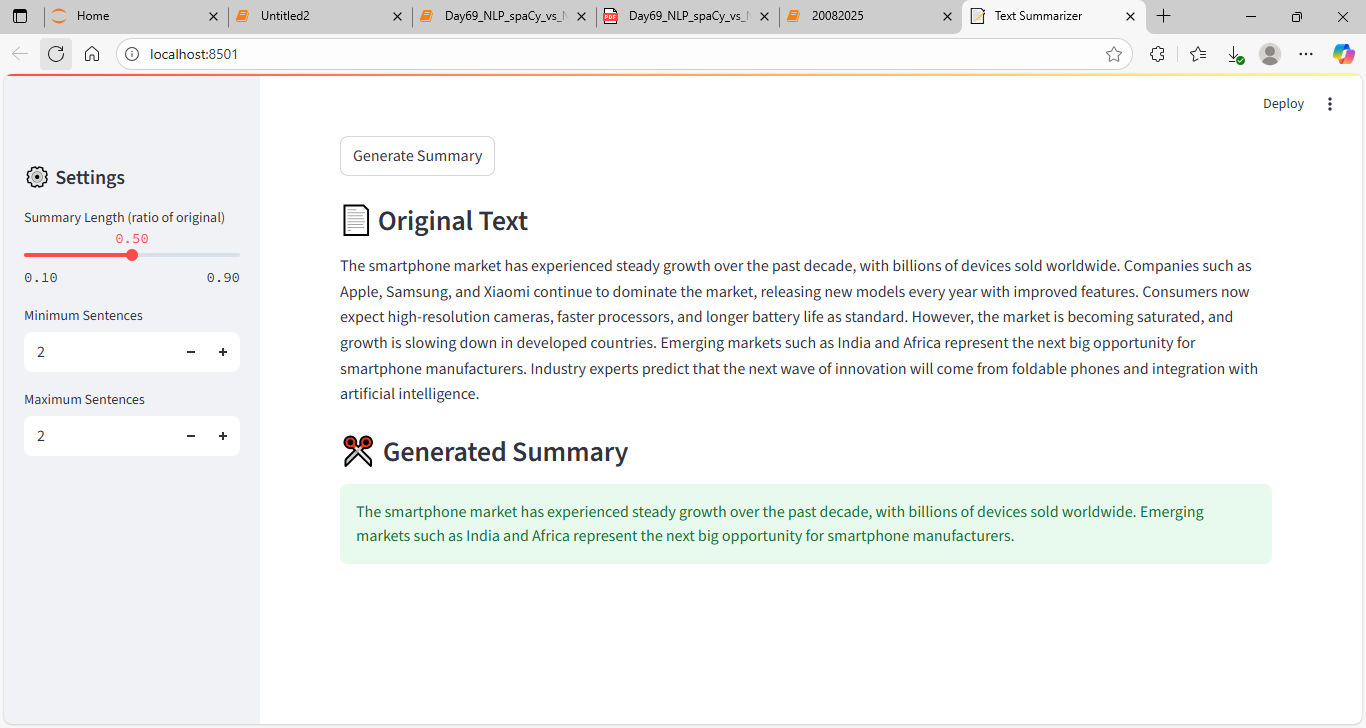 Home
Untitled2
Day69_NLP_spaCy_vs_N
Day69_NLP_spaCy_vs_N
20082025
Text Summarizer
localhost:8501
Deploy
Settings
Summary Length (ratio of original)
0.50
0.10 0.90
Minimum Sentences
2
Maximum Sentences
2
Generate Summary
Original Text
The smartphone market has experienced steady growth over the past decade, with billions of devices sold worldwide. Companies such as
Apple, Samsung, and Xiaomi continue to dominate the market, releasing new models every year with improved features. Consumers now
expect high-resolution cameras, faster processors, and longer battery life as standard. However, the market is becoming saturated, and
growth is slowing down in developed countries. Emerging markets such as India and Africa represent the next big opportunity for
smartphone manufacturers. Industry experts predict that the next wave of innovation will come from foldable phones and integration with
artificial intelligence.
Generated Summary
The smartphone market has experienced steady growth over the past decade, with billions of devices sold worldwide. Emerging
markets such as India and Africa represent the next big opportunity for smartphone manufacturers.